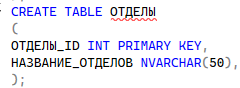 CREATE TABLE ОТДЕЛЫ
(
ОТДЕЛЫ_ID INT PRIMARY KEY,
НАЗВАНИЕ_ОТДЕЛОВ NVARCHAR(50),
);